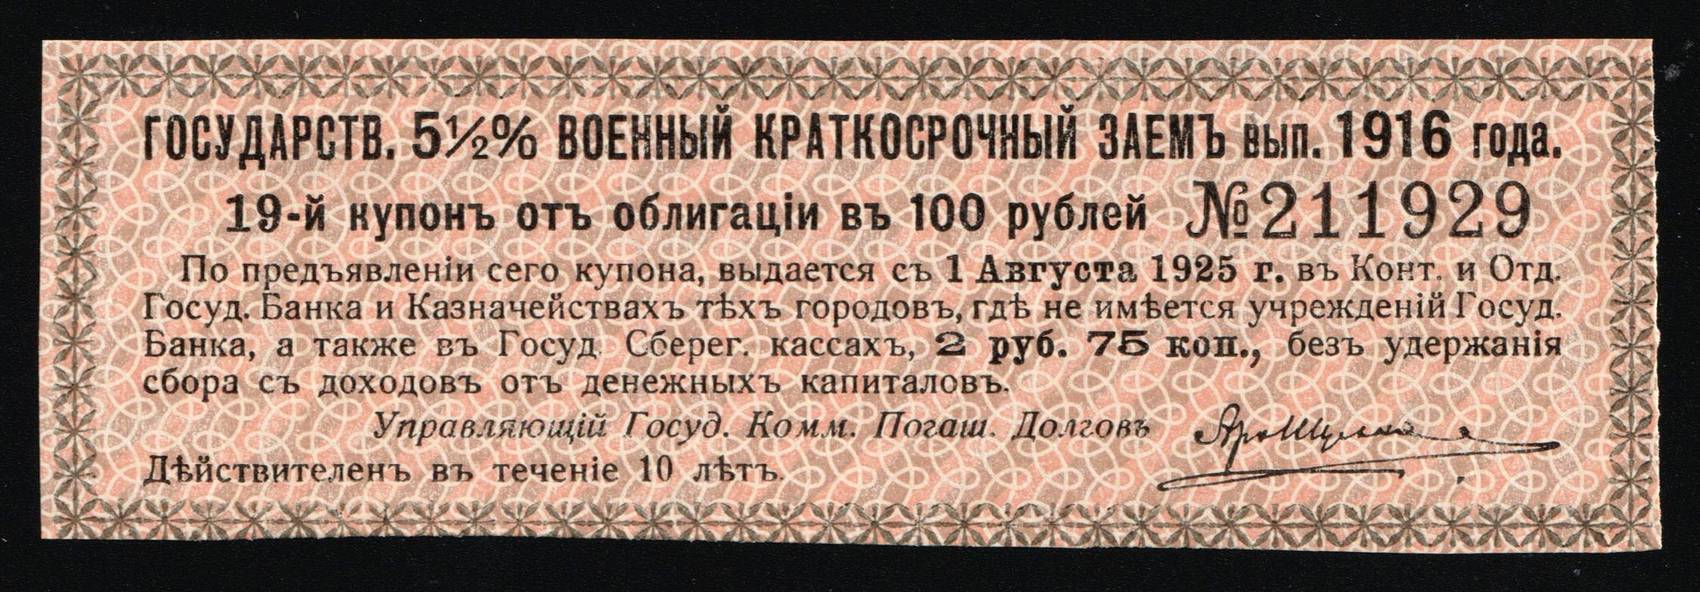 ГОСУДАРСТВ. 5½% ВОЕННЫЙ КРАТКОСРОЧНЫЙ ЗАЕМЪ вып. 1916 года.
19-й купонъ отъ облигаціи въ 100 рублей №211929
По предъявленіи сего купона, выдается съ 1 Августа 1925 г. въ Конт. и Отд.
Госуд. Банка и Казначействахъ тѣхъ городовъ, гдѣ не имѣется учрежденій Госуд.
Банка, а также въ Госуд. Сберег. кассахъ, 2 руб. 75 коп., безъ удержанія
сбора съ доходовъ отъ денежныхъ капиталовъ.
Управляющій Госуд. Комм. Погаш. Долговъ
Дѣйствителенъ въ теченіе 10 лѣтъ.